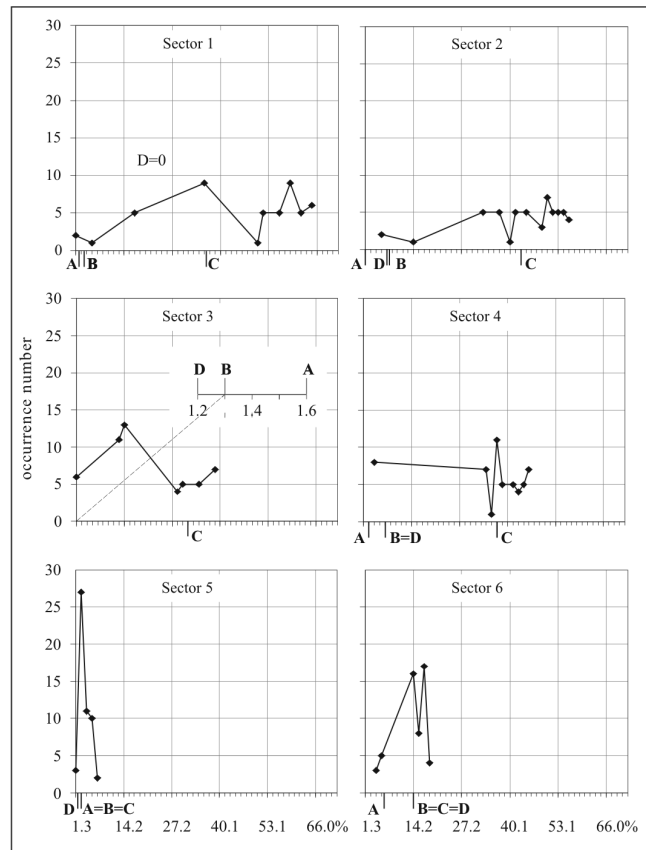 30
Sector 1
Sector 2
25
20
15
10
D=0
5
0
A B C
A D B C
30
Sector 3
Sector 4
25
20
D B A
15
1.2 1.4 1.6
10
5
0
C
A B=D C
occurrence number
30
Sector 5
Sector 6
25
20
15
10
5
0
D A=B=C
A B=C=D
1.3 14.2 27.2 40.1 53.1 66.0%
1.3 14.2 27.2 40.1 53.1 66.0%